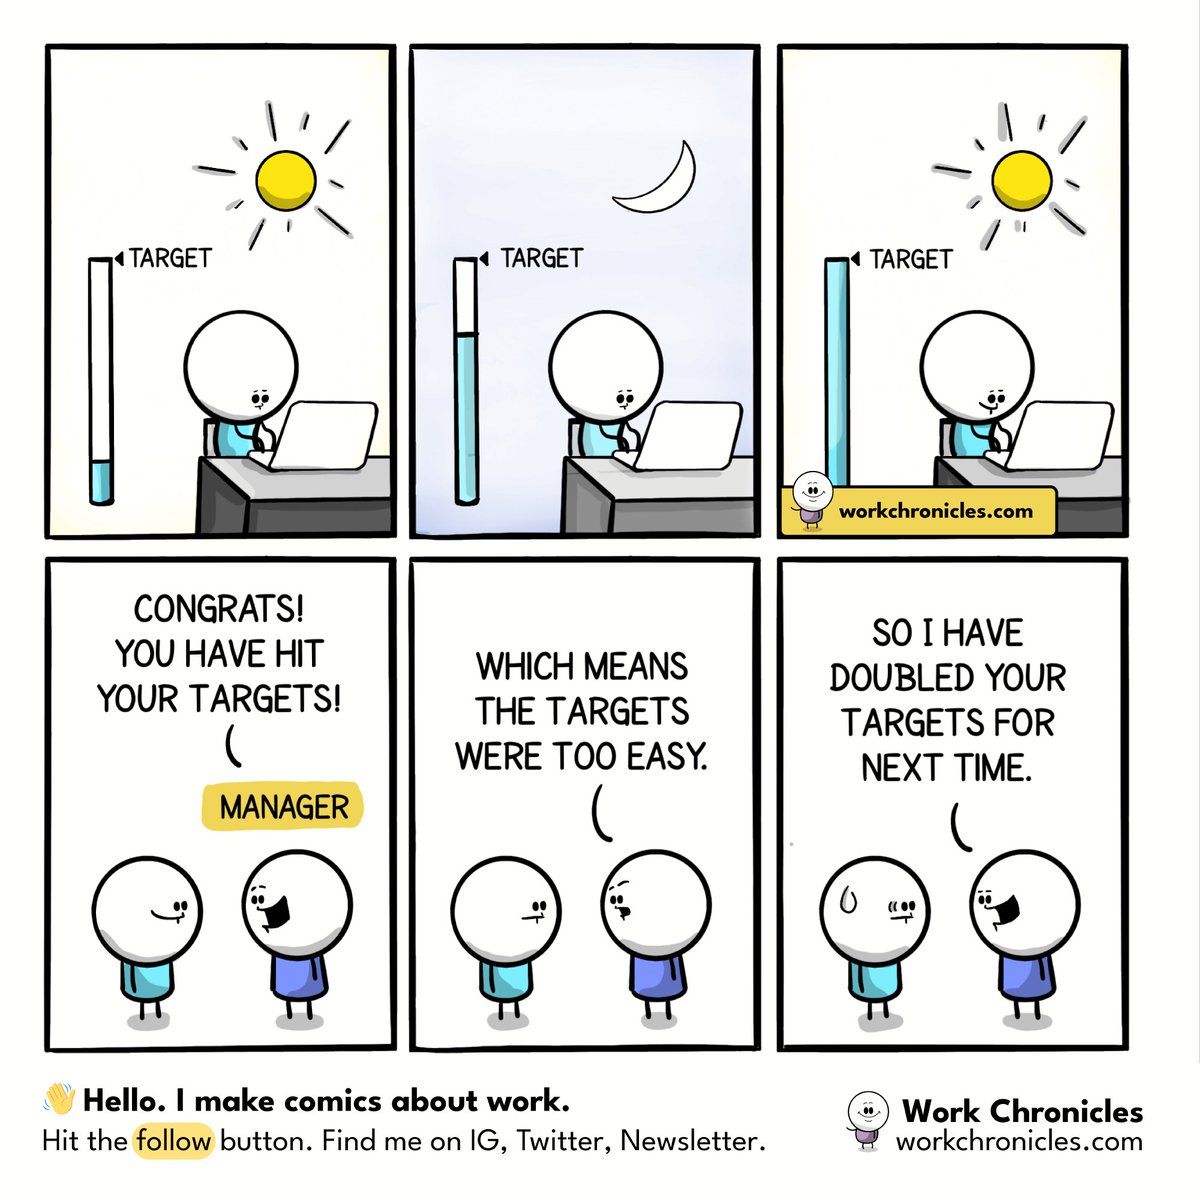 TARGET
TARGET
TARGET
workchronicles.com
CONGRATS!
YOU HAVE HIT
YOUR TARGETS!
MANAGER
WHICH MEANS
THE TARGETS
WERE TOO EASY.
SO I HAVE
DOUBLED YOUR
TARGETS FOR
NEXT TIME.
👋 Hello. I make comics about work.
Hit the follow button. Find me on IG, Twitter, Newsletter.
Work Chronicles
workchronicles.com